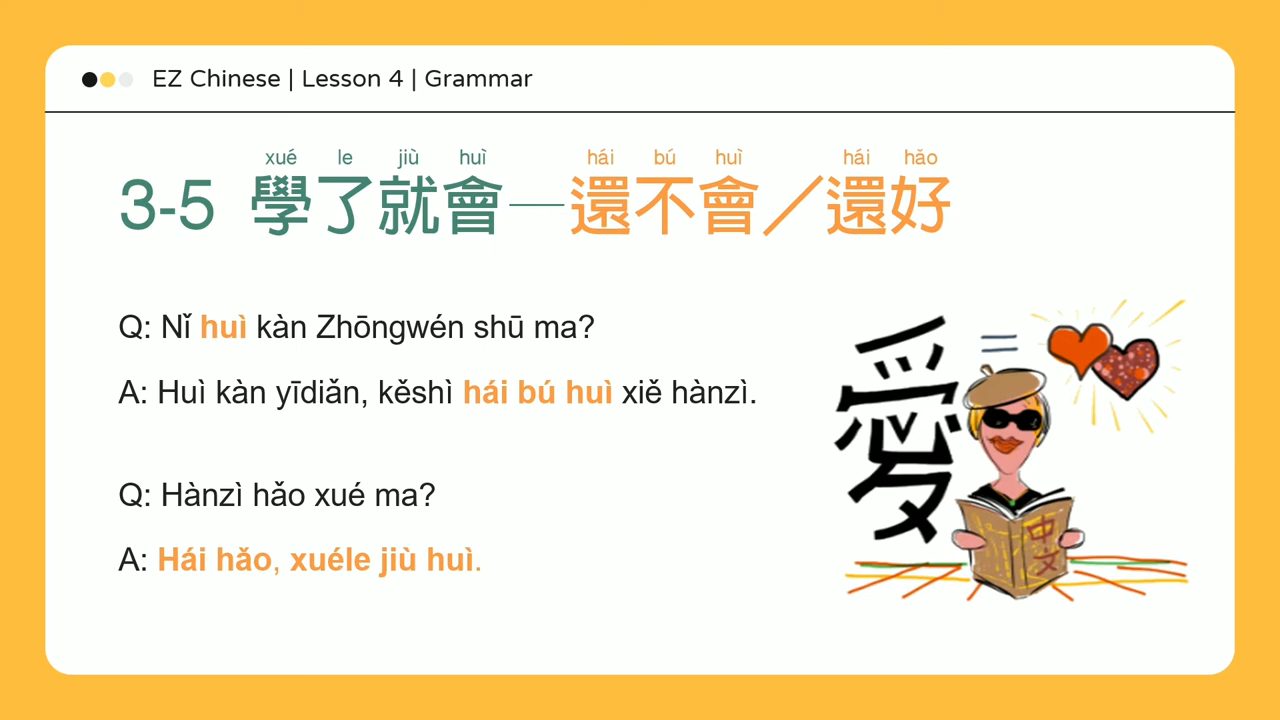 EZ Chinese | Lesson 4 | Grammar
xué le jiù huì hái bú huì hái hǎo
3-5 學了就會—還不會／還好
Q: Nǐ huì kàn Zhōngwén shū ma?
A: Huì kàn yīdiǎn, kěshì hái bú huì xiě hànzì.
Q: Hànzì hǎo xué ma?
A: Hái hǎo, xuéle jiù huì.
愛 =
中文